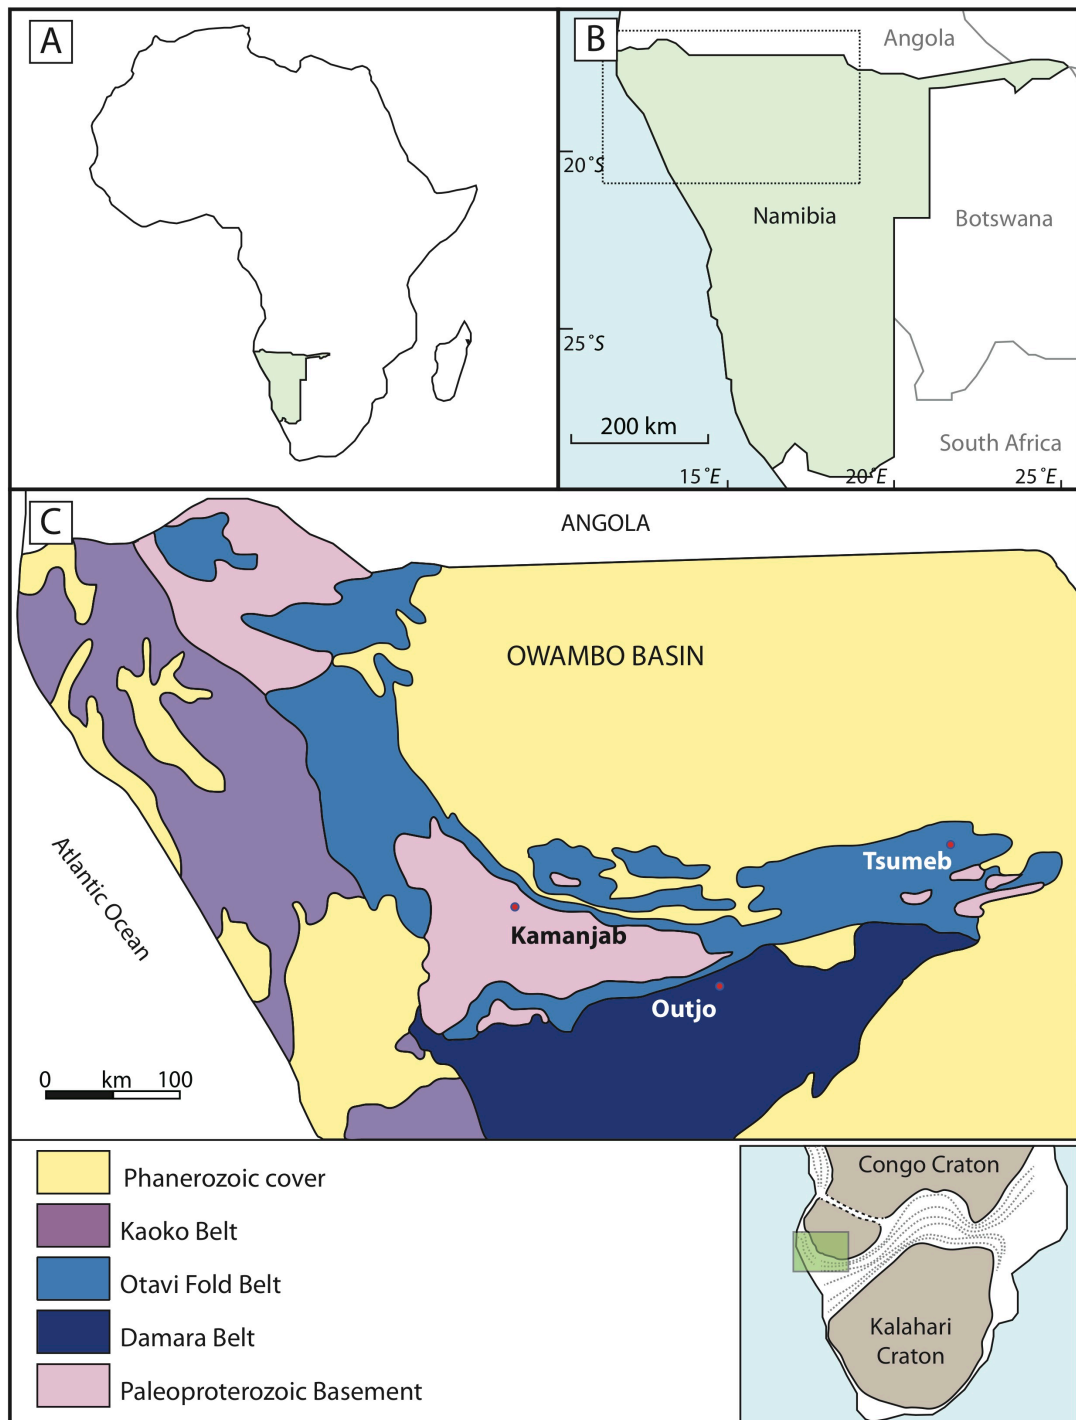 A
B
Angola
20°S
Namibia
Botswana
25°S
200 km
South Africa
15°E
20°E
25°E
C
ANGOLA
OWAMBO BASIN
Tsumeb
Atlantic Ocean
Kamanjab
Outjo
0 km 100
Phanerozoic cover
Kaoko Belt
Otavi Fold Belt
Damara Belt
Paleoproterozoic Basement
Congo Craton
Kalahari
Craton